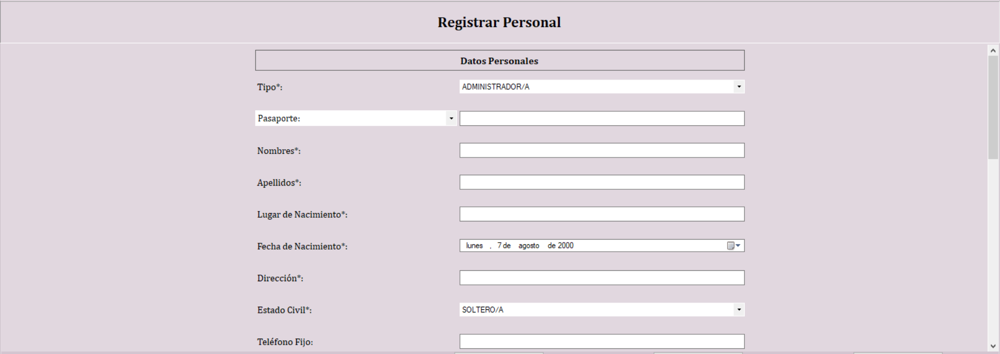 Registrar Personal
Datos Personales
Tipo*: ADMINISTRADOR/A
Pasaporte:
Nombres*:
Apellidos*:
Lugar de Nacimiento*:
Fecha de Nacimiento*: lunes , 7 de agosto de 2000
Dirección*:
Estado Civil*: SOLTERO/A
Teléfono Fijo: